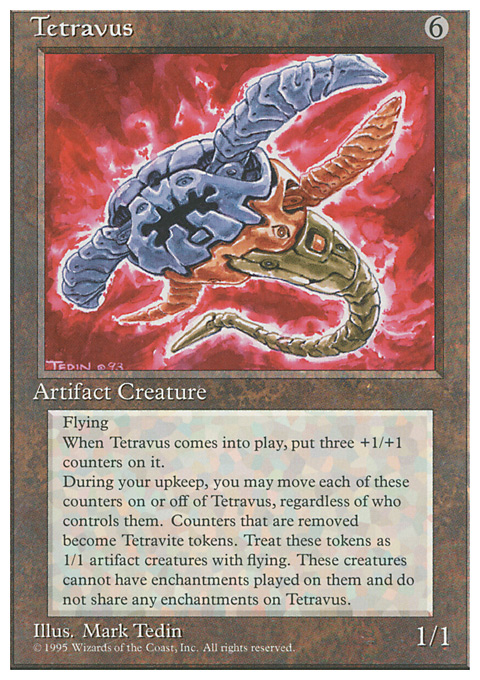 Tetravus 6
TEDIN © 93
Artifact Creature
Flying
When Tetravus comes into play, put three +1/+1
counters on it.
During your upkeep, you may move each of these
counters on or off of Tetravus, regardless of who
controls them. Counters that are removed
become Tetravite tokens. Treat these tokens as
1/1 artifact creatures with flying. These creatures
cannot have enchantments played on them and do
not share any enchantments on Tetravus.
Illus. Mark Tedin
1/1
© 1995 Wizards of the Coast, Inc. All rights reserved.